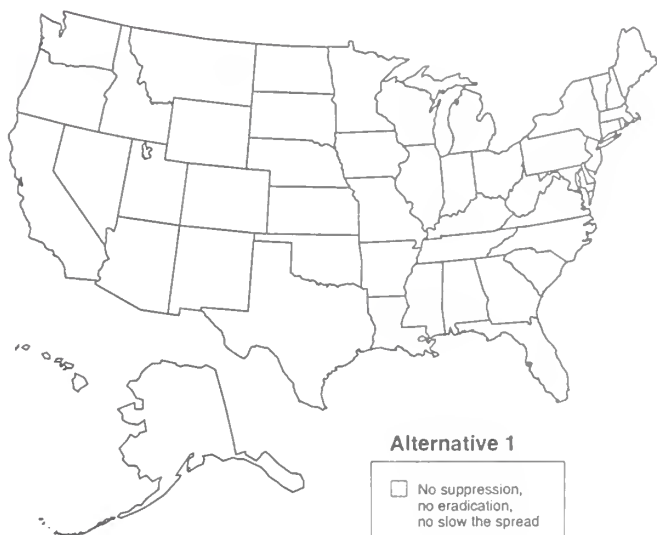 Alternative 1
No suppression,
no eradication,
no slow the spread